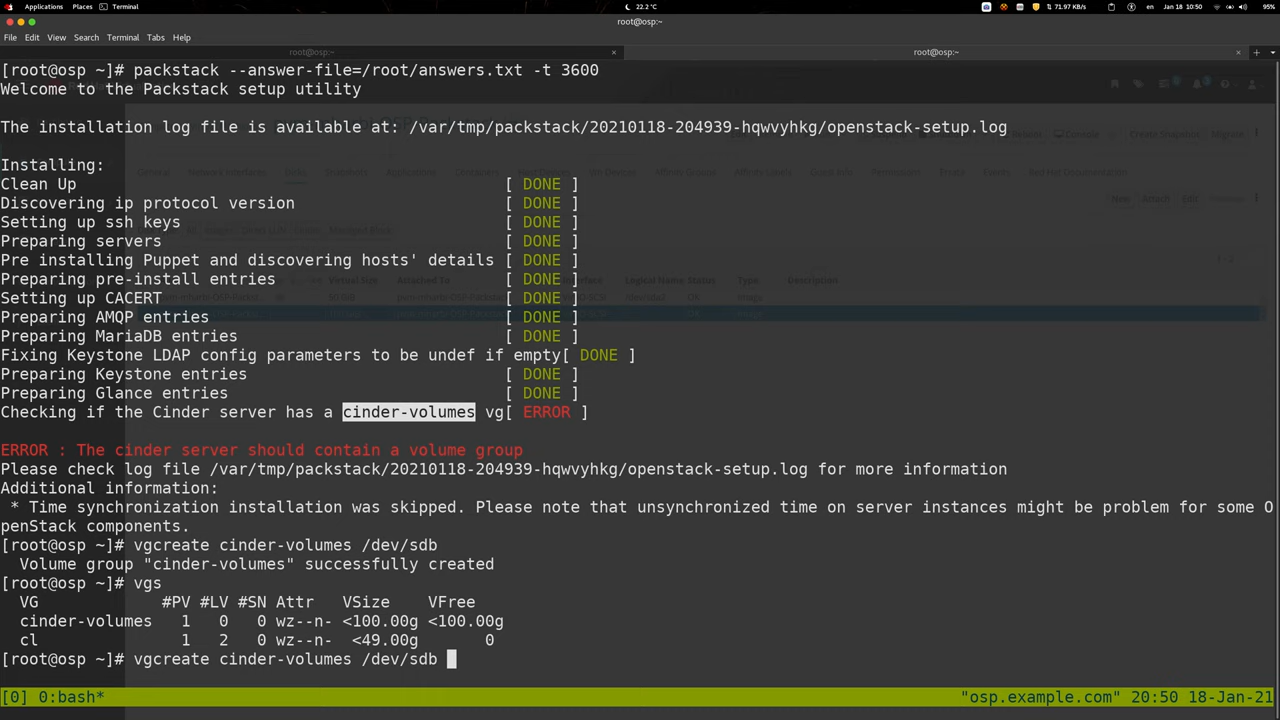 Applications Places Terminal 22.2 °C 71.97 KB/s en Jan 18 10:50 95%
root@osp:~
File Edit View Search Terminal Tabs Help
root@osp:~ × root@osp:~ ×
[root@osp ~]# packstack --answer-file=/root/answers.txt -t 3600
Welcome to the Packstack setup utility
The installation log file is available at: /var/tmp/packstack/20210118-204939-hqwvyhkg/openstack-setup.log
Installing:
Clean Up [ DONE ]
Discovering ip protocol version [ DONE ]
Setting up ssh keys [ DONE ]
Preparing servers [ DONE ]
Pre installing Puppet and discovering hosts' details [ DONE ]
Preparing pre-install entries [ DONE ]
Setting up CACERT [ DONE ]
Preparing AMQP entries [ DONE ]
Preparing MariaDB entries [ DONE ]
Fixing Keystone LDAP config parameters to be undef if empty[ DONE ]
Preparing Keystone entries [ DONE ]
Preparing Glance entries [ DONE ]
Checking if the Cinder server has a cinder-volumes vg[ ERROR ]
ERROR : The cinder server should contain a volume group
Please check log file /var/tmp/packstack/20210118-204939-hqwvyhkg/openstack-setup.log for more information
Additional information:
* Time synchronization installation was skipped. Please note that unsynchronized time on server instances might be problem for some O
penStack components.
[root@osp ~]# vgcreate cinder-volumes /dev/sdb
Volume group "cinder-volumes" successfully created
[root@osp ~]# vgs
VG #PV #LV #SN Attr VSize VFree
cinder-volumes 1 0 0 wz--n- <100.00g <100.00g
cl 1 2 0 wz--n- <49.00g 0
[root@osp ~]# vgcreate cinder-volumes /dev/sdb
[0] 0:bash* "osp.example.com" 20:50 18-Jan-21